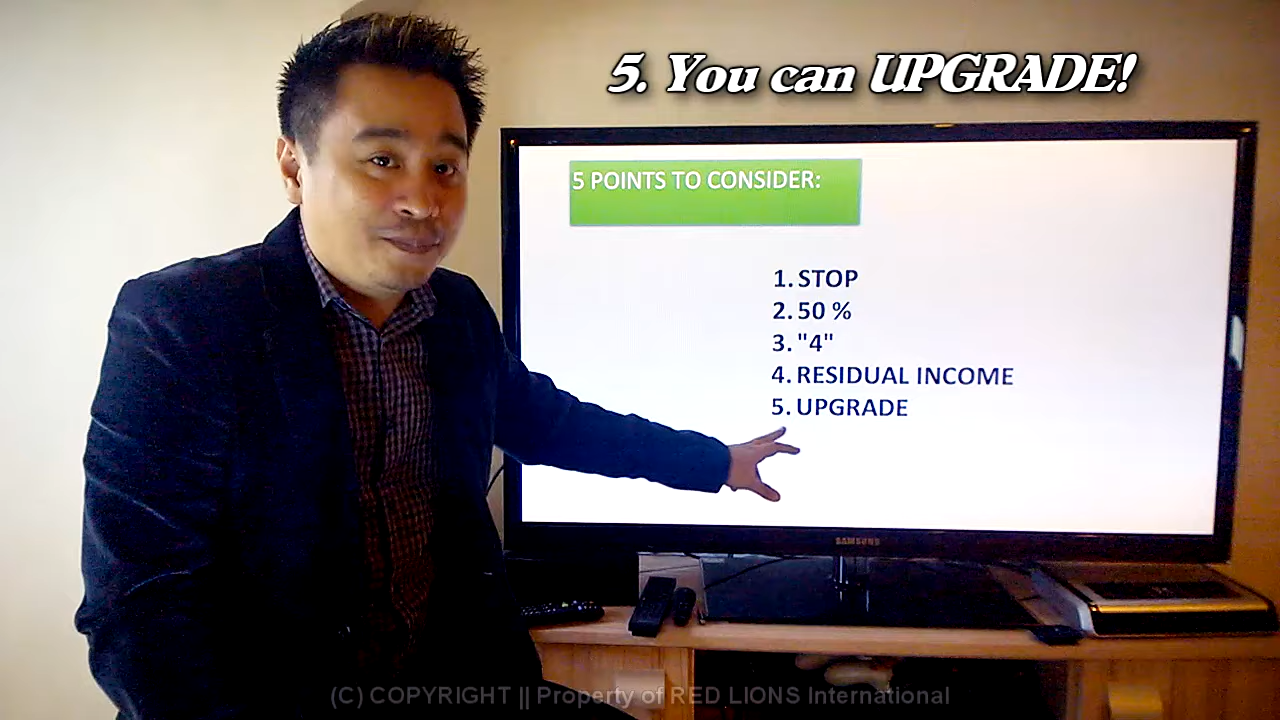 5. You can UPGRADE!
5 POINTS TO CONSIDER:
1. STOP
2. 50 %
3. "4"
4. RESIDUAL INCOME
5. UPGRADE
SAMSUNG
(C) COPYRIGHT || Property of RED LIONS International